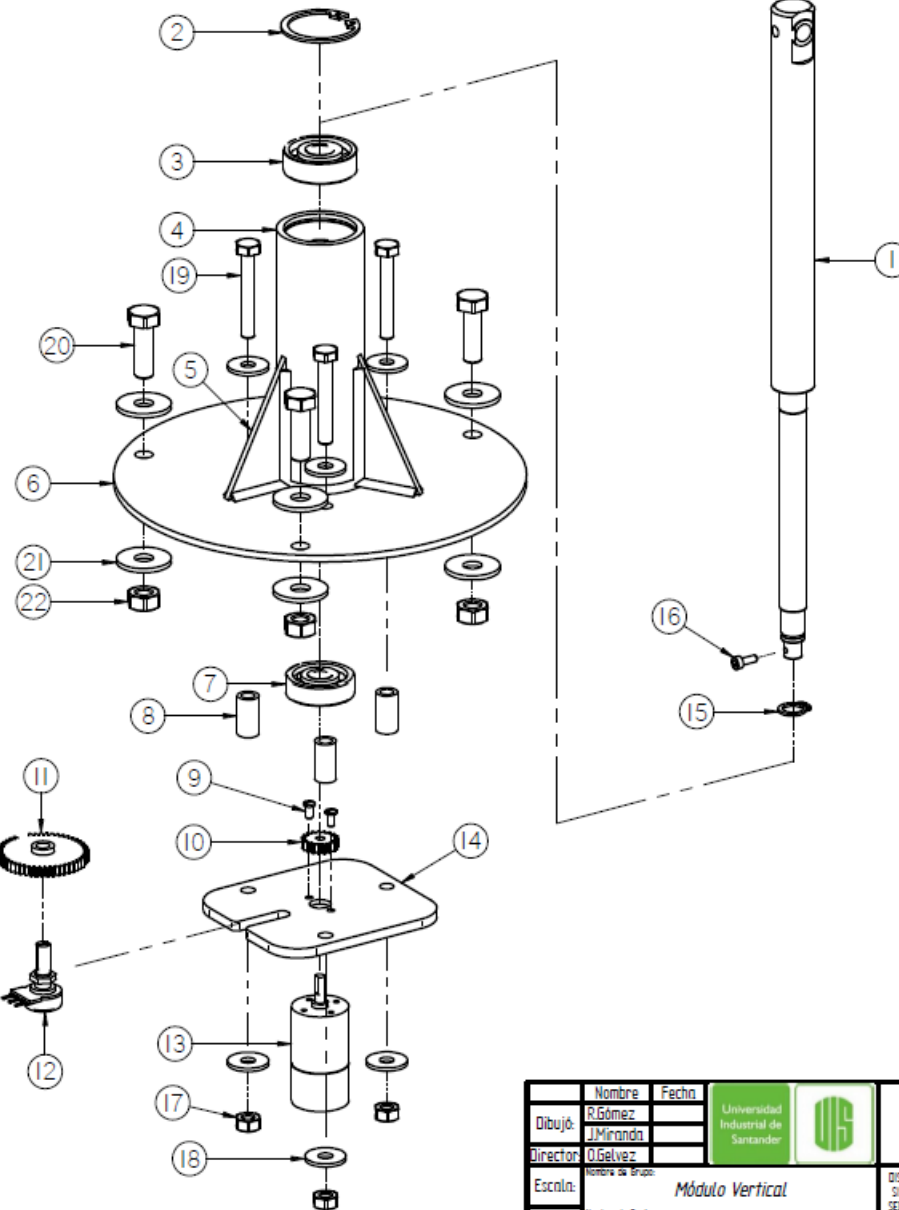 2
3
4
19
1
20
5
6
21
22
16
7
15
8
9
11
10
14
12
13
17
18
Nombre Fecha
Dibujó: R.Gómez
J.Miranda
Director: O.Gelvez
Universidad
Industrial de
Santander
UIS
Escala:
Nombre de Grupo:
Módulo Vertical